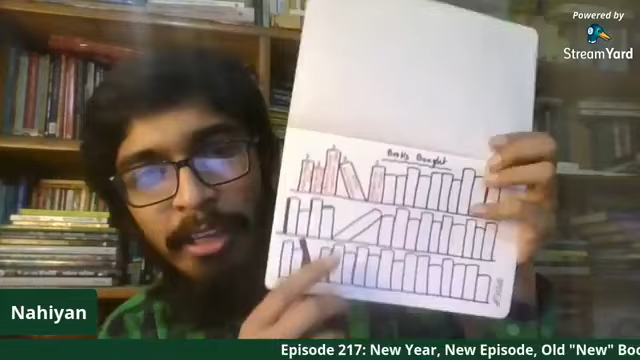 Powered by
StreamYard
Books Bought
Nahiyan
Episode 217: New Year, New Episode, Old "New" Boo